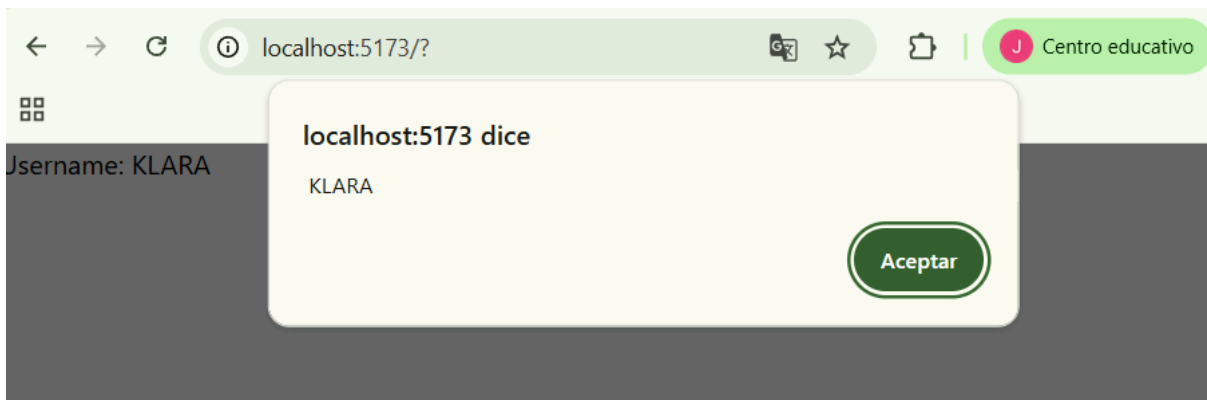 localhost:5173/?
J Centro educativo
localhost:5173 dice
KLARA
Username: KLARA
Aceptar